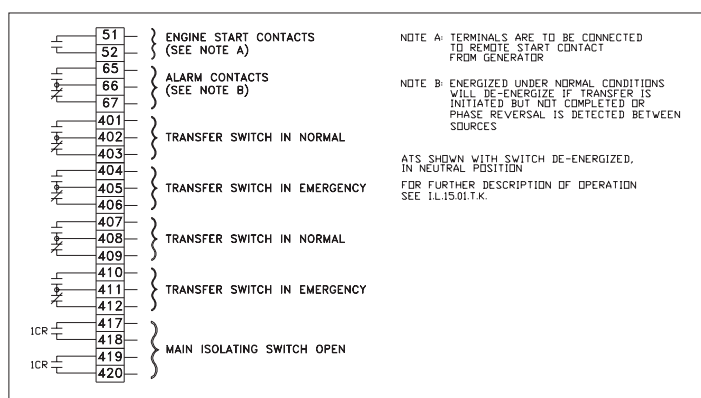 51
ENGINE START CONTACTS
52
(SEE NOTE A)
65
ALARM CONTACTS
66
(SEE NOTE B)
67
401
402
TRANSFER SWITCH IN NORMAL
403
404
405
TRANSFER SWITCH IN EMERGENCY
406
407
408
TRANSFER SWITCH IN NORMAL
409
410
411
TRANSFER SWITCH IN EMERGENCY
412
1CR
417
418
MAIN ISOLATING SWITCH OPEN
1CR
419
420
NOTE A: TERMINALS ARE TO BE CONNECTED
TO REMOTE START CONTACT
FROM GENERATOR
NOTE B: ENERGIZED UNDER NORMAL CONDITIONS
WILL DE-ENERGIZE IF TRANSFER IS
INITIATED BUT NOT COMPLETED OR
PHASE REVERSAL IS DETECTED BETWEEN
SOURCES
ATS SHOWN WITH SWITCH DE-ENERGIZED,
IN NEUTRAL POSITION
FOR FURTHER DESCRIPTION OF OPERATION
SEE I.L.15.01.T.K.